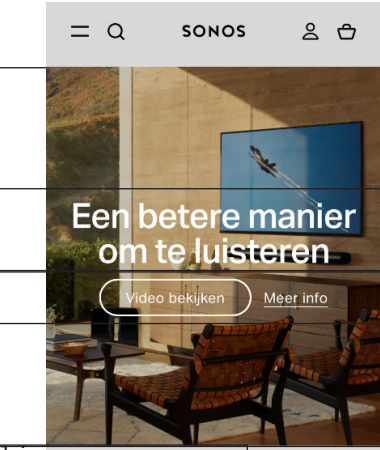 SONOS
Een betere manier
om te luisteren
Video bekijken
Meer info